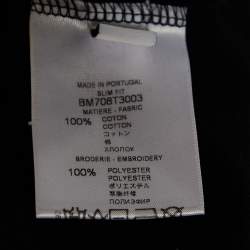 MADE IN PORTUGAL
SLIM FIT
BM706T3003
MATIERE - FABRIC
100% COTON
COTTON
コットン
棉
ХЛОПОК
BRODERIE - EMBROIDERY
100% POLYESTER
POLYESTER
ポリエステル
聚酯纤维
ПОЛИЭФИР